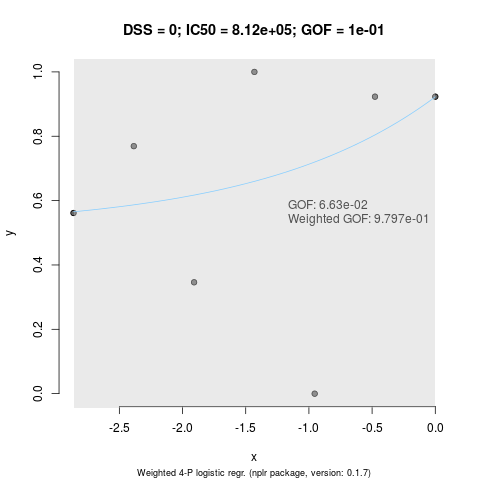 DSS = 0; IC50 = 8.12e+05; GOF = 1e-01
1.0
0.8
0.6
0.4
0.2
0.0
y
GOF: 6.63e-02
Weighted GOF: 9.797e-01
-2.5 -2.0 -1.5 -1.0 -0.5 0.0
x
Weighted 4-P logistic regr. (nplr package, version: 0.1.7)